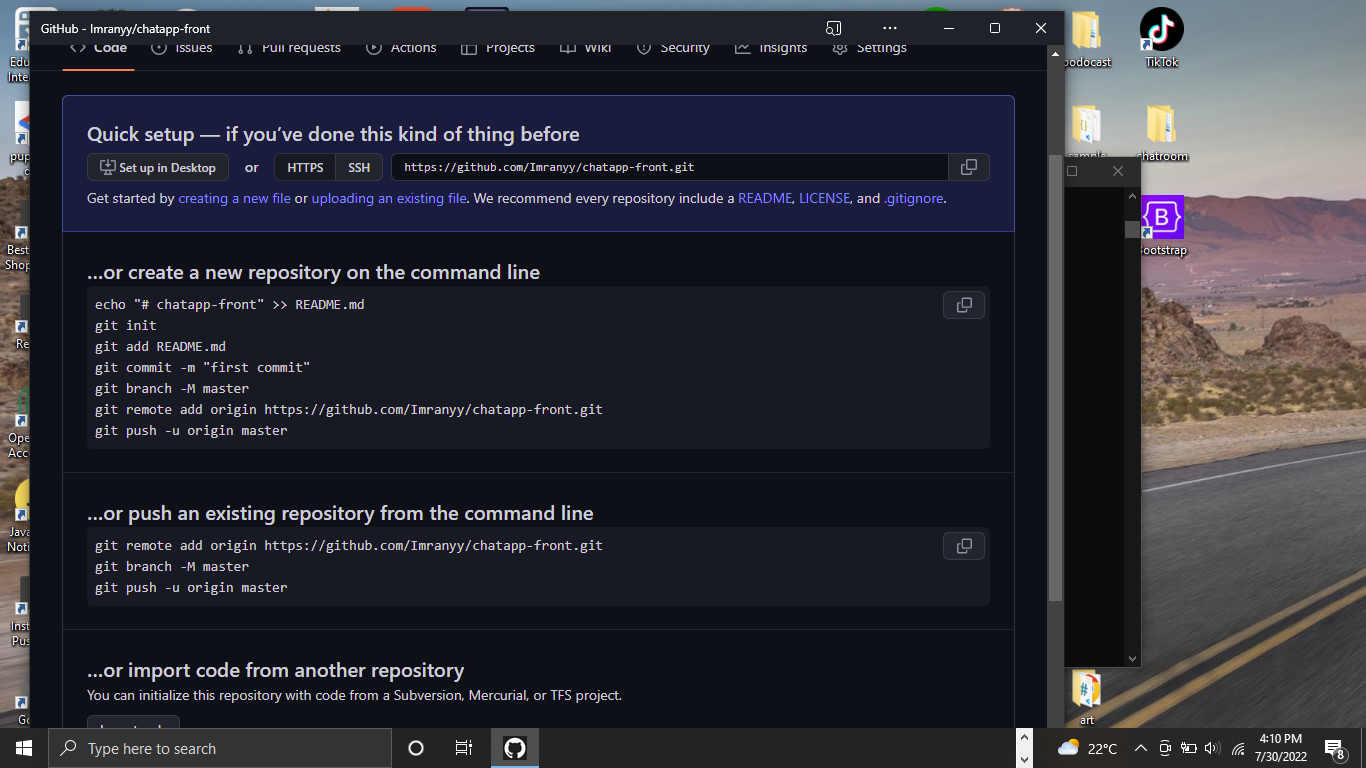 GitHub - Imranyy/chatapp-front
Code
Issues
Pull requests
Actions
Projects
Wiki
Security
Insights
Settings
Quick setup — if you’ve done this kind of thing before
Set up in Desktop
or
HTTPS
SSH
https://github.com/Imranyy/chatapp-front.git
Get started by creating a new file or uploading an existing file. We recommend every repository include a README, LICENSE, and .gitignore.
…or create a new repository on the command line
echo "# chatapp-front" >> README.md
git init
git add README.md
git commit -m "first commit"
git branch -M master
git remote add origin https://github.com/Imranyy/chatapp-front.git
git push -u origin master
…or push an existing repository from the command line
git remote add origin https://github.com/Imranyy/chatapp-front.git
git branch -M master
git push -u origin master
…or import code from another repository
You can initialize this repository with code from a Subversion, Mercurial, or TFS project.
TikTok
chatroom
Bootstrap
art
Type here to search
22°C
4:10 PM
7/30/2022
8